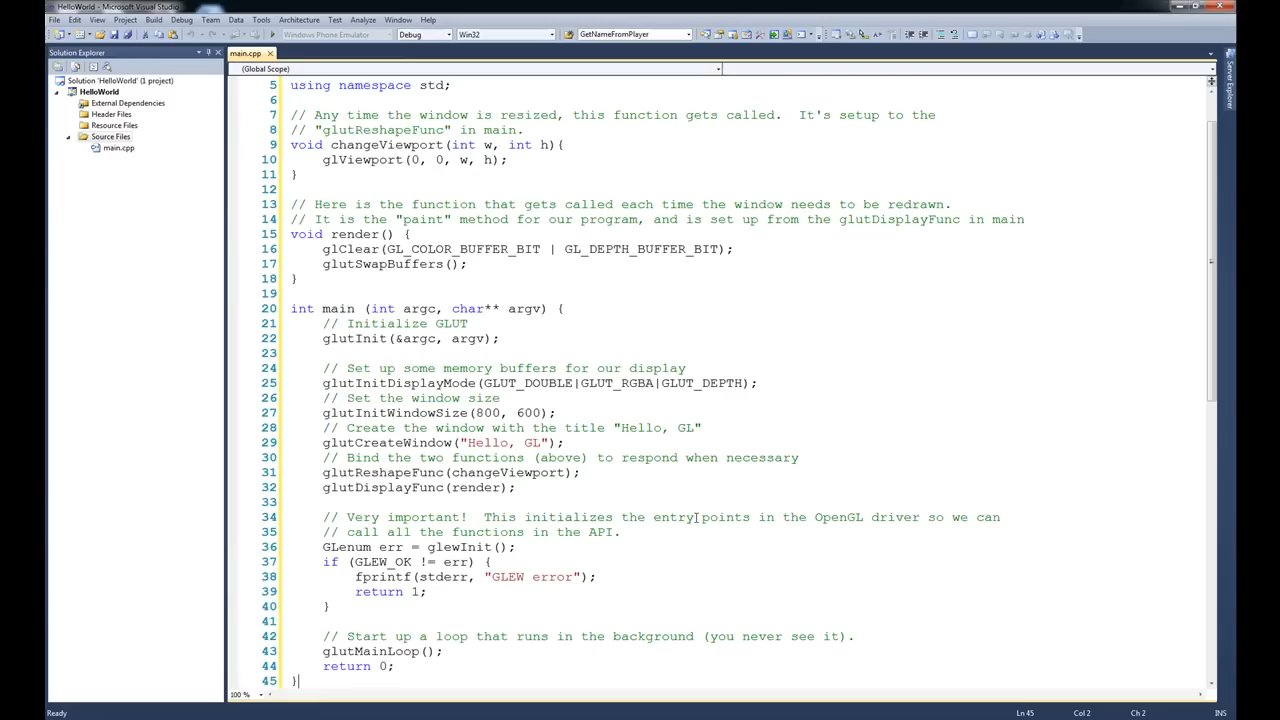 HelloWorld - Microsoft Visual Studio
File Edit View Project Build Debug Team Data Tools Architecture Test Analyze Window Help
Windows Phone Emulator Debug Win32 GetNameFromPlayer
Solution Explorer
main.cpp
Server Explorer
(Global Scope)
Solution 'HelloWorld' (1 project)
HelloWorld
External Dependencies
Header Files
Resource Files
Source Files
main.cpp
5 using namespace std;
6
7 // Any time the window is resized, this function gets called.  It's setup to the
8 // "glutReshapeFunc" in main.
9 void changeViewport(int w, int h){
10 glViewport(0, 0, w, h);
11 }
12
13 // Here is the function that gets called each time the window needs to be redrawn.
14 // It is the "paint" method for our program, and is set up from the glutDisplayFunc in main
15 void render() {
16 glClear(GL_COLOR_BUFFER_BIT | GL_DEPTH_BUFFER_BIT);
17 glutSwapBuffers();
18 }
19
20 int main (int argc, char** argv) {
21 // Initialize GLUT
22 glutInit(&argc, argv);
23
24 // Set up some memory buffers for our display
25 glutInitDisplayMode(GLUT_DOUBLE|GLUT_RGBA|GLUT_DEPTH);
26 // Set the window size
27 glutInitWindowSize(800, 600);
28 // Create the window with the title "Hello, GL"
29 glutCreateWindow("Hello, GL");
30 // Bind the two functions (above) to respond when necessary
31 glutReshapeFunc(changeViewport);
32 glutDisplayFunc(render);
33
34 // Very important!  This initializes the entry points in the OpenGL driver so we can
35 // call all the functions in the API.
36 GLenum err = glewInit();
37 if (GLEW_OK != err) {
38 fprintf(stderr, "GLEW error");
39 return 1;
40 }
41
42 // Start up a loop that runs in the background (you never see it).
43 glutMainLoop();
44 return 0;
45 }
100 %
Ready Ln 45 Col 2 Ch 2 INS